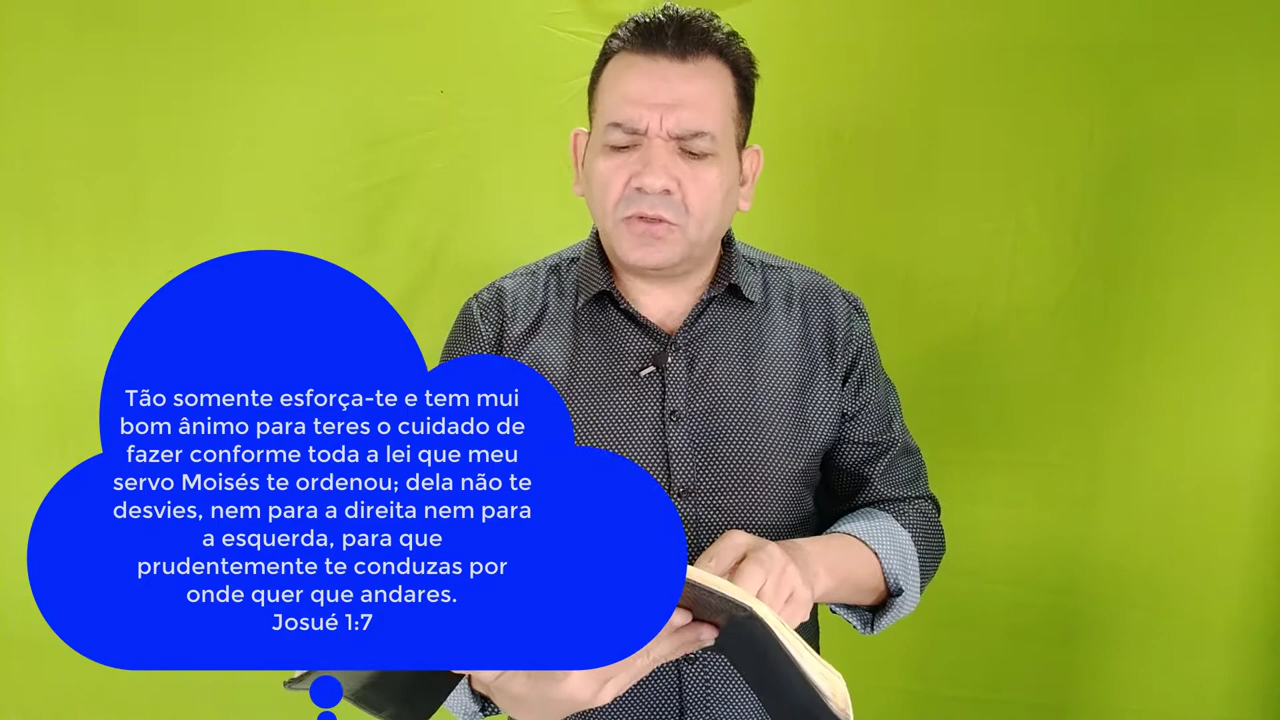 Tão somente esforça-te e tem mui
bom ânimo para teres o cuidado de
fazer conforme toda a lei que meu
servo Moisés te ordenou; dela não te
desvies, nem para a direita nem para
a esquerda, para que
prudentemente te conduzas por
onde quer que andares.
Josué 1:7